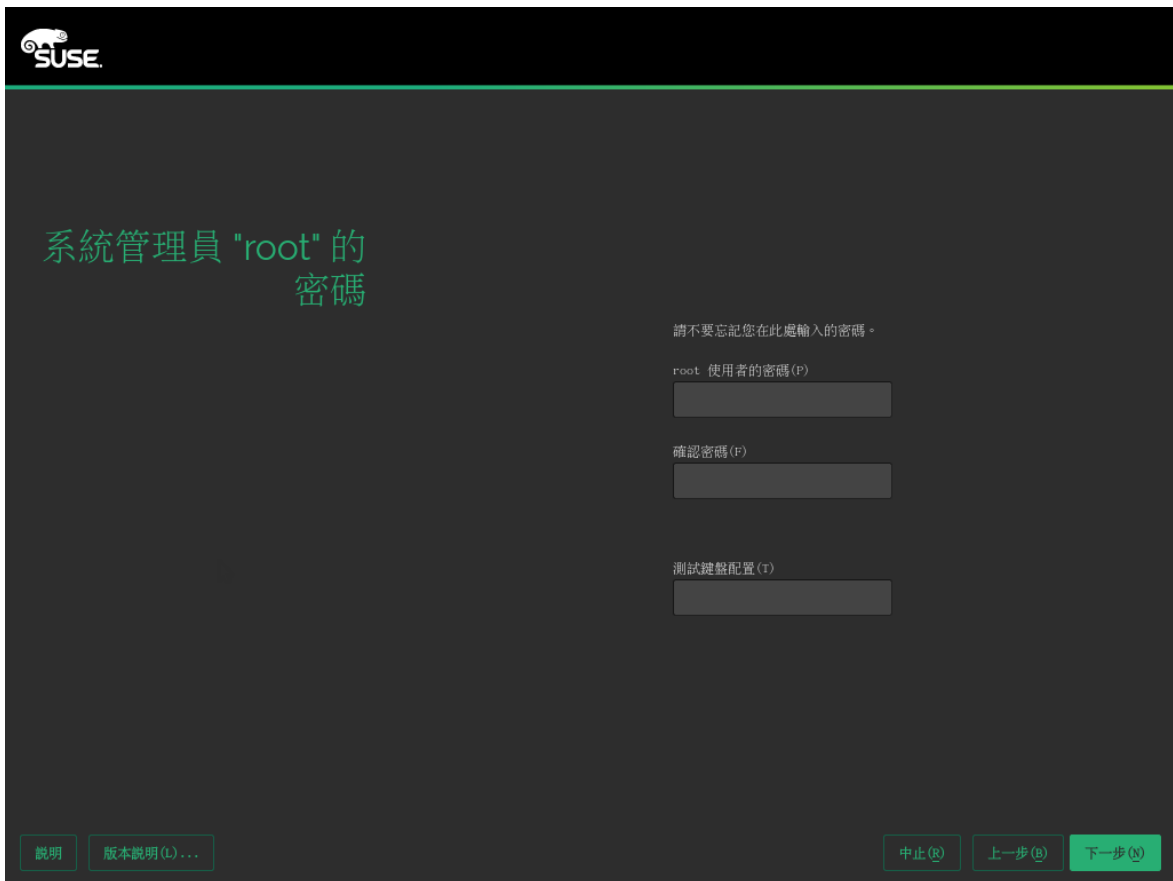 SUSE.
系統管理員 "root" 的
密碼
請不要忘記您在此處輸入的密碼。
root 使用者的密碼(P)
確認密碼(F)
測試鍵盤配置(T)
說明
版本說明(L)...
中止(R)
上一步(B)
下一步(N)